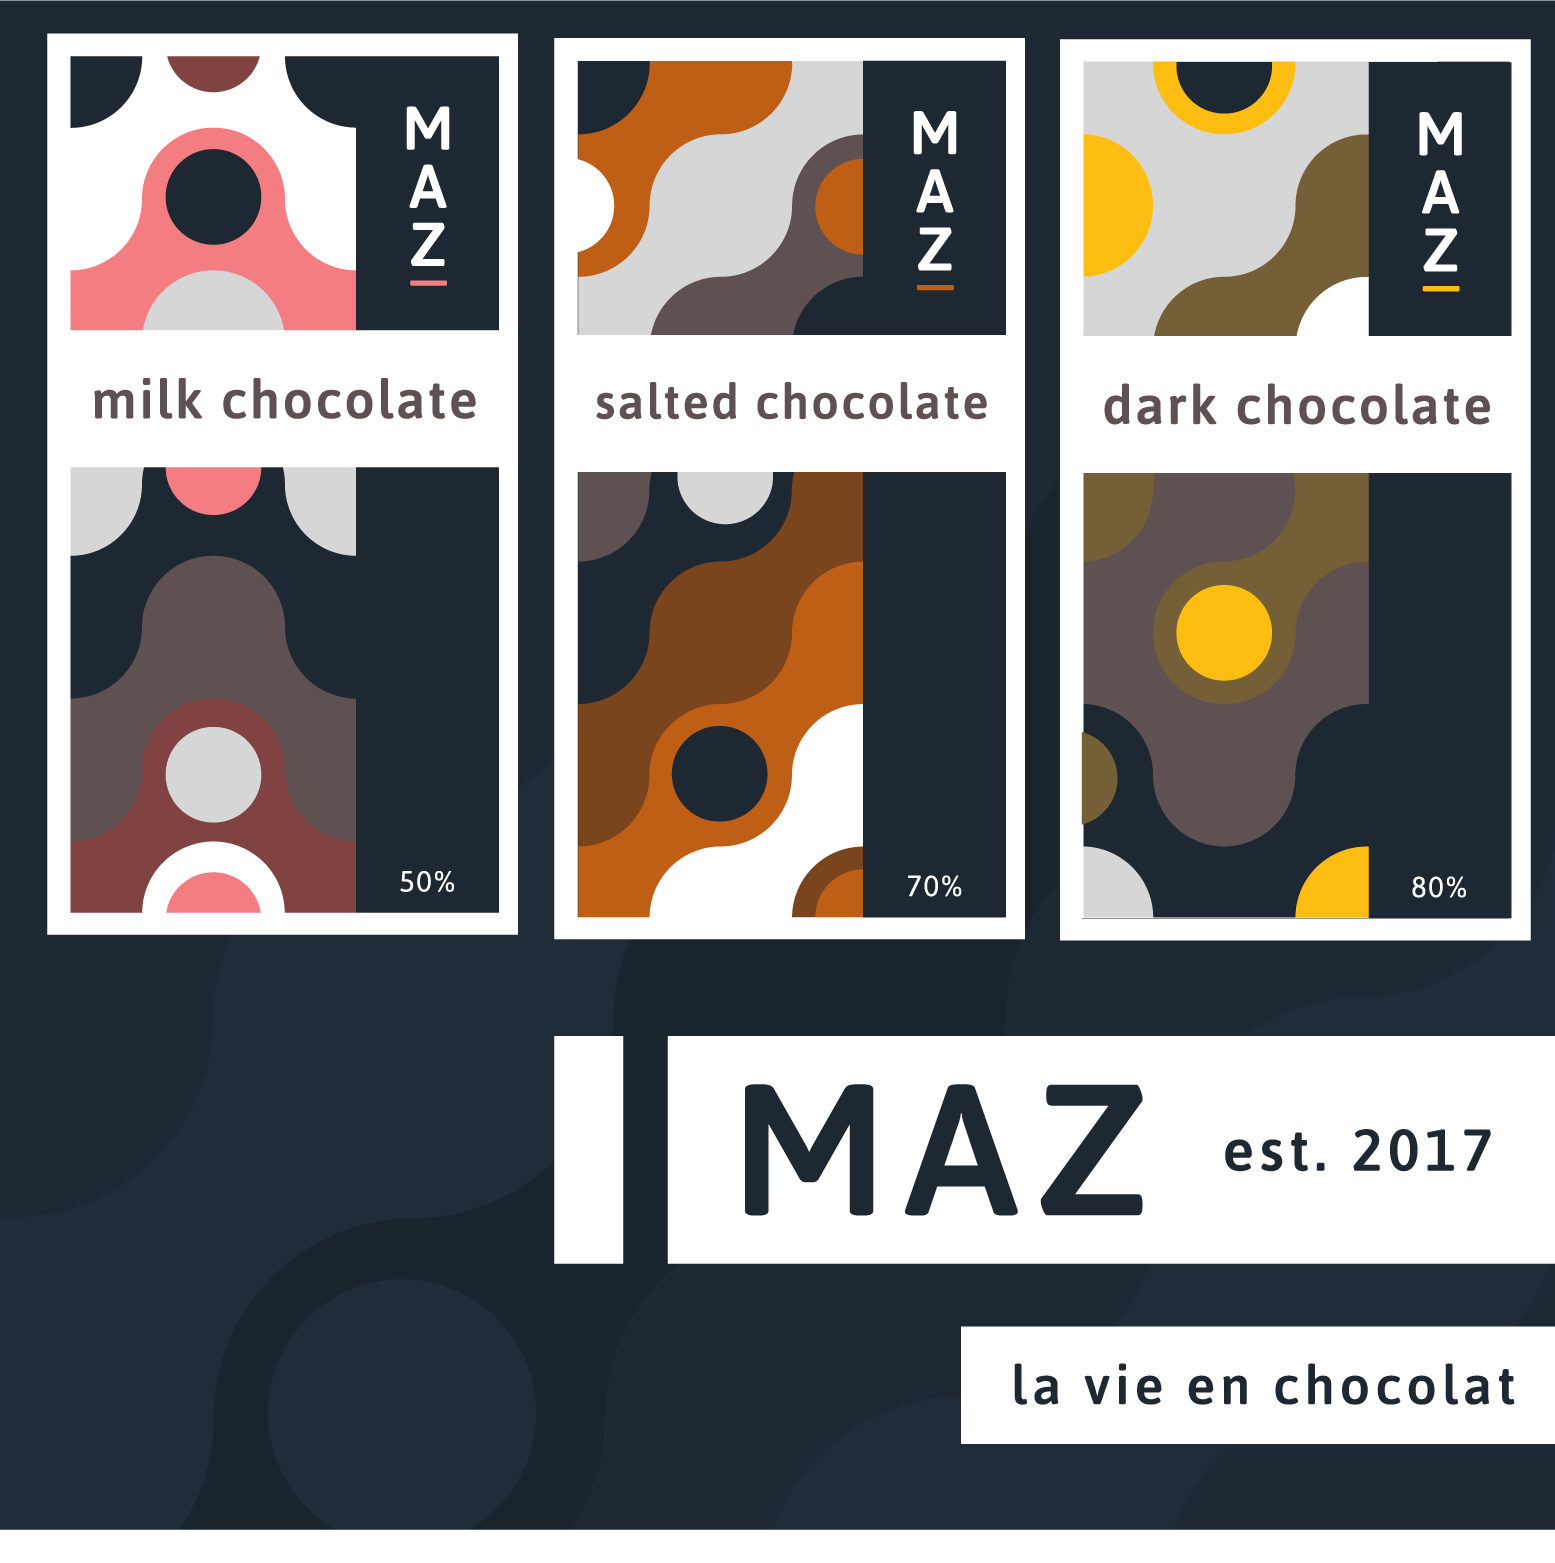 M
A
Z
milk chocolate
50%
M
A
Z
salted chocolate
70%
M
A
Z
dark chocolate
80%
MAZ est. 2017
la vie en chocolat